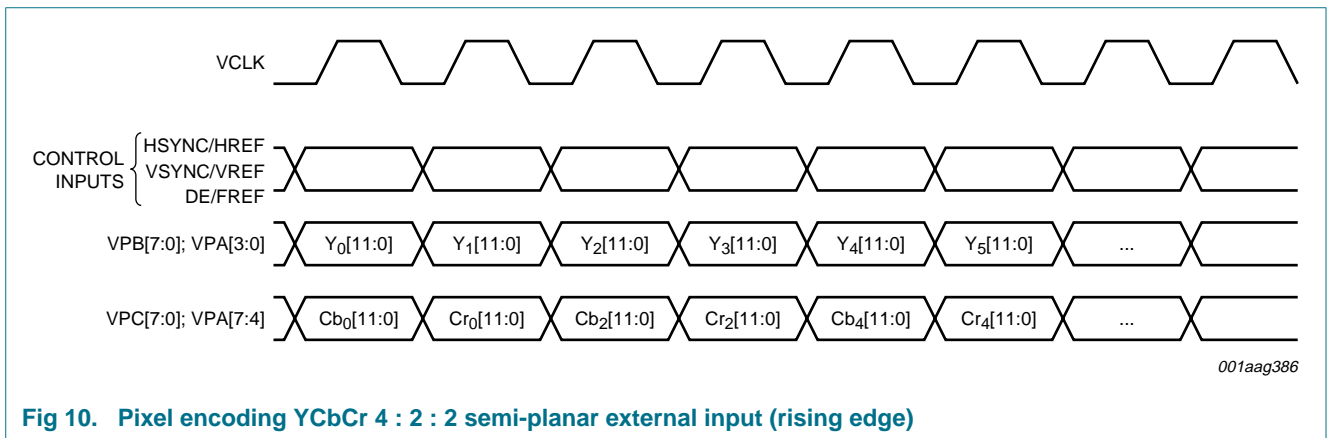 VCLK
CONTROL INPUTS
HSYNC/HREF
VSYNC/VREF
DE/FREF
VPB[7:0]; VPA[3:0] Y0[11:0] Y1[11:0] Y2[11:0] Y3[11:0] Y4[11:0] Y5[11:0] ...
VPC[7:0]; VPA[7:4] Cb0[11:0] Cr0[11:0] Cb2[11:0] Cr2[11:0] Cb4[11:0] Cr4[11:0] ...
001aag386
Fig 10. Pixel encoding YCbCr 4 : 2 : 2 semi-planar external input (rising edge)